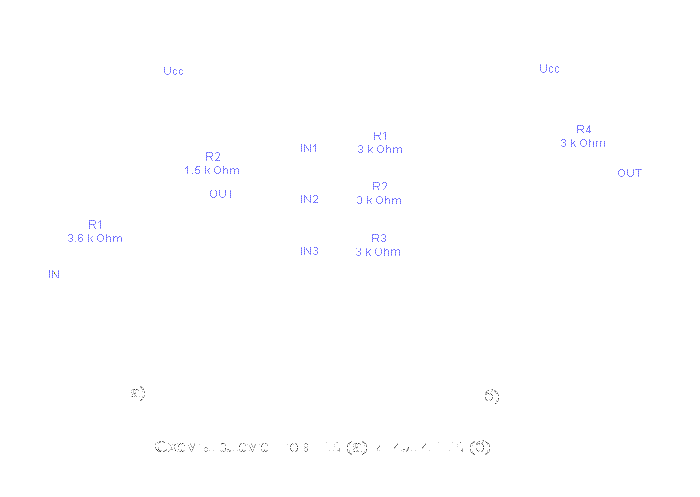 Ucc
R2
1.5 k Ohm
OUT
R1
3.6 k Ohm
IN
а)
Ucc
IN1
R1
3 k Ohm
IN2
R2
3 k Ohm
IN3
R3
3 k Ohm
R4
3 k Ohm
OUT
б)
(а) (б)